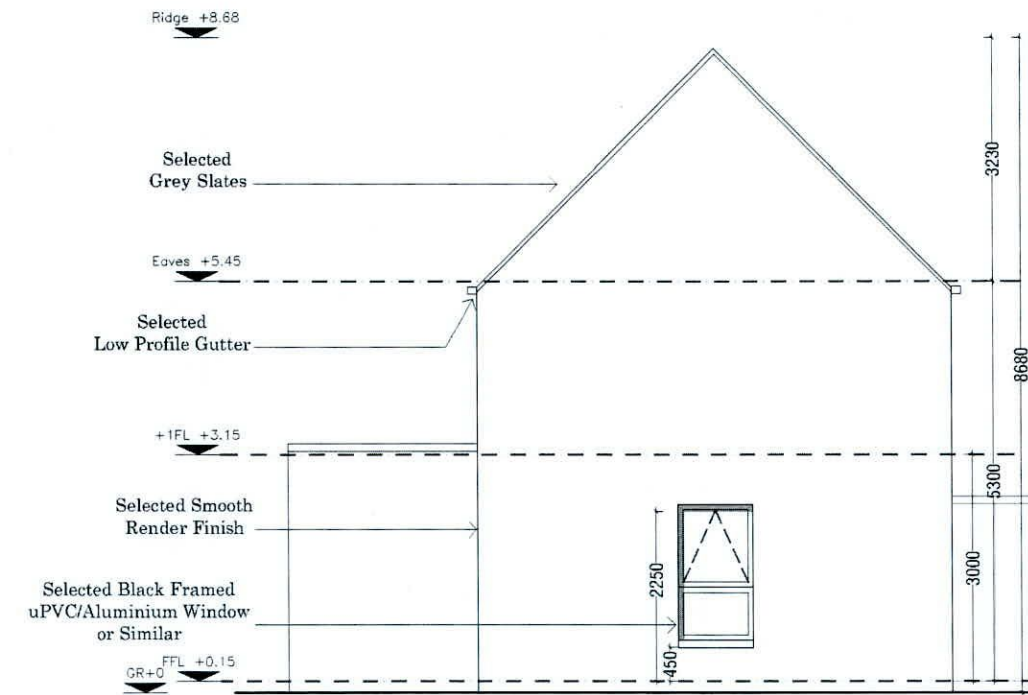 Ridge +8.68
Selected
Grey Slates
3230
Eaves +5.45
Selected
Low Profile Gutter
8680
+1FL +3.15
5300
Selected Smooth
Render Finish
2250
3000
Selected Black Framed
uPVC/Aluminium Window
or Similar
450
FFL +0.15
GR+0